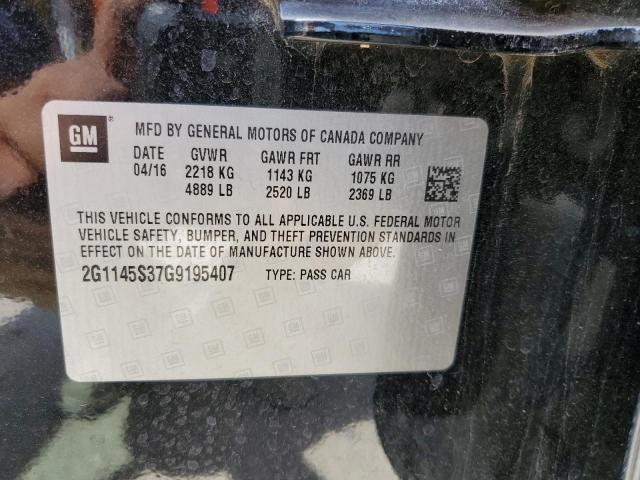 GM ® MFD BY GENERAL MOTORS OF CANADA COMPANY
DATE GVWR GAWR FRT GAWR RR
04/16 2218 KG 1143 KG 1075 KG
4889 LB 2520 LB 2369 LB
THIS VEHICLE CONFORMS TO ALL APPLICABLE U.S. FEDERAL MOTOR
VEHICLE SAFETY, BUMPER, AND THEFT PREVENTION STANDARDS IN
EFFECT ON THE DATE OF MANUFACTURE SHOWN ABOVE.
2G1145S37G9195407 TYPE: PASS CAR